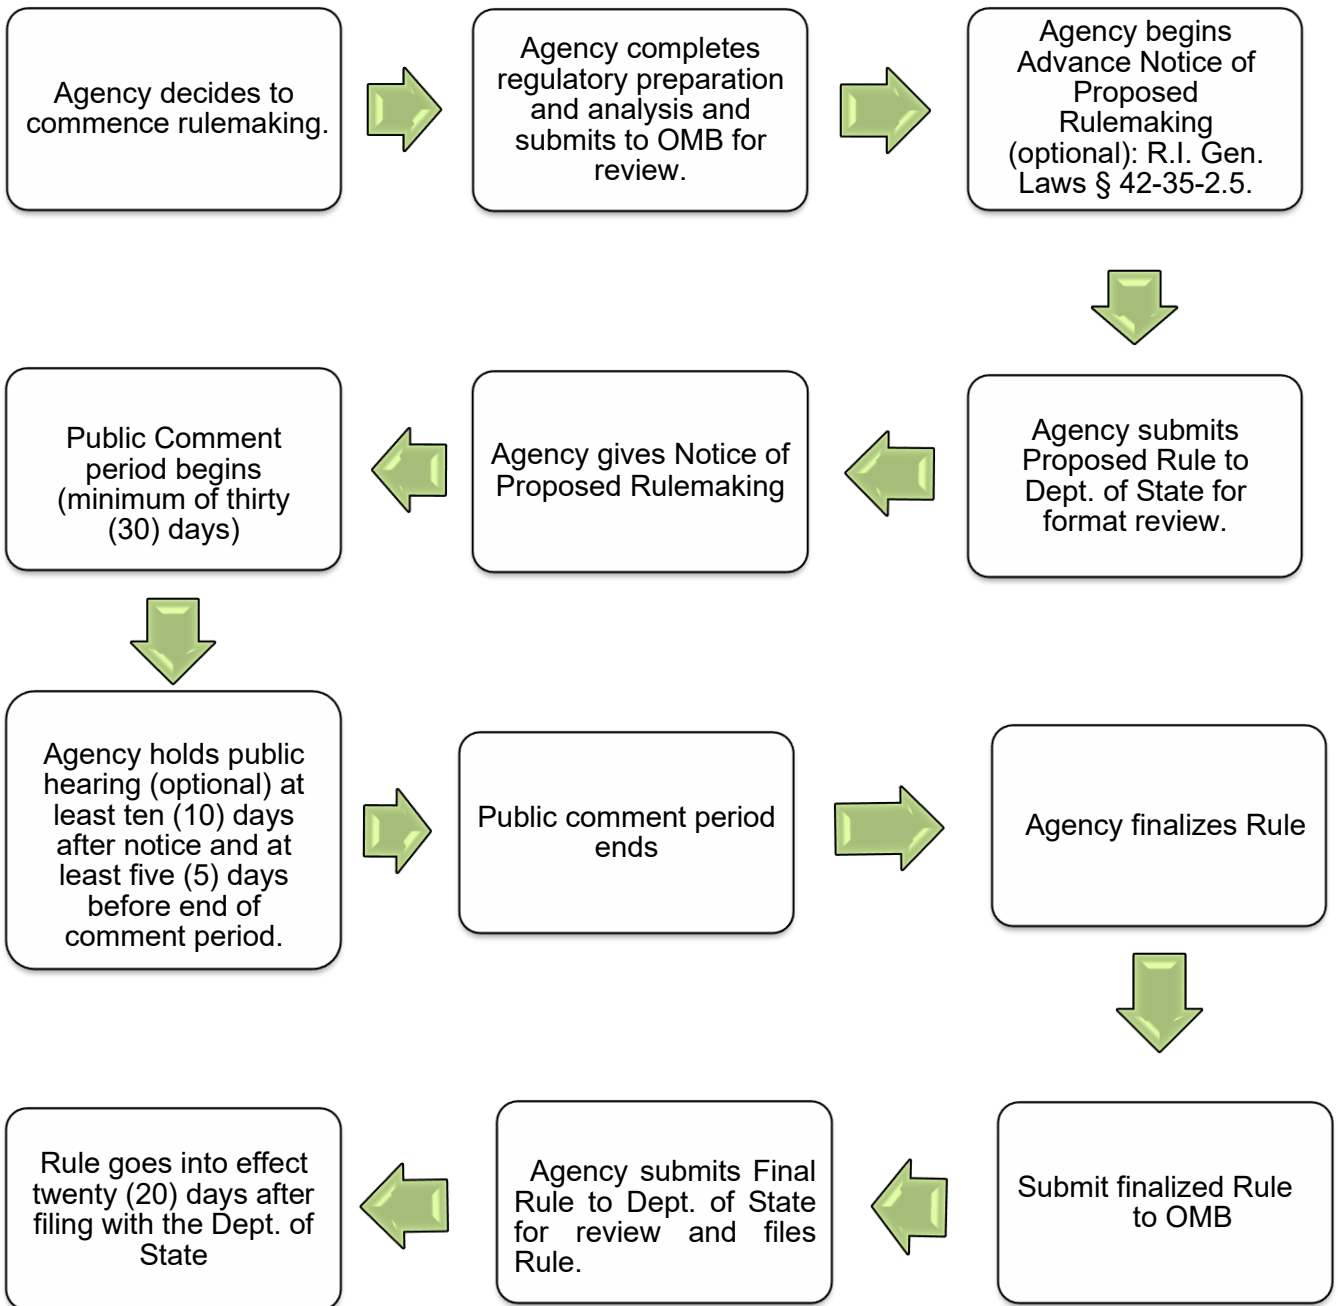 Agency decides to
commence rulemaking.
Agency completes
regulatory preparation
and analysis and
submits to OMB for
review.
Agency begins
Advance Notice of
Proposed
Rulemaking
(optional): R.I. Gen.
Laws § 42-35-2.5.
Agency submits
Proposed Rule to
Dept. of State for
format review.
Agency gives Notice of
Proposed Rulemaking
Public Comment
period begins
(minimum of thirty
(30) days)
Agency holds public
hearing (optional) at
least ten (10) days
after notice and at
least five (5) days
before end of
comment period.
Public comment period
ends
Agency finalizes Rule
Submit finalized Rule
to OMB
Agency submits Final
Rule to Dept. of State
for review and files
Rule.
Rule goes into effect
twenty (20) days after
filing with the Dept. of
State